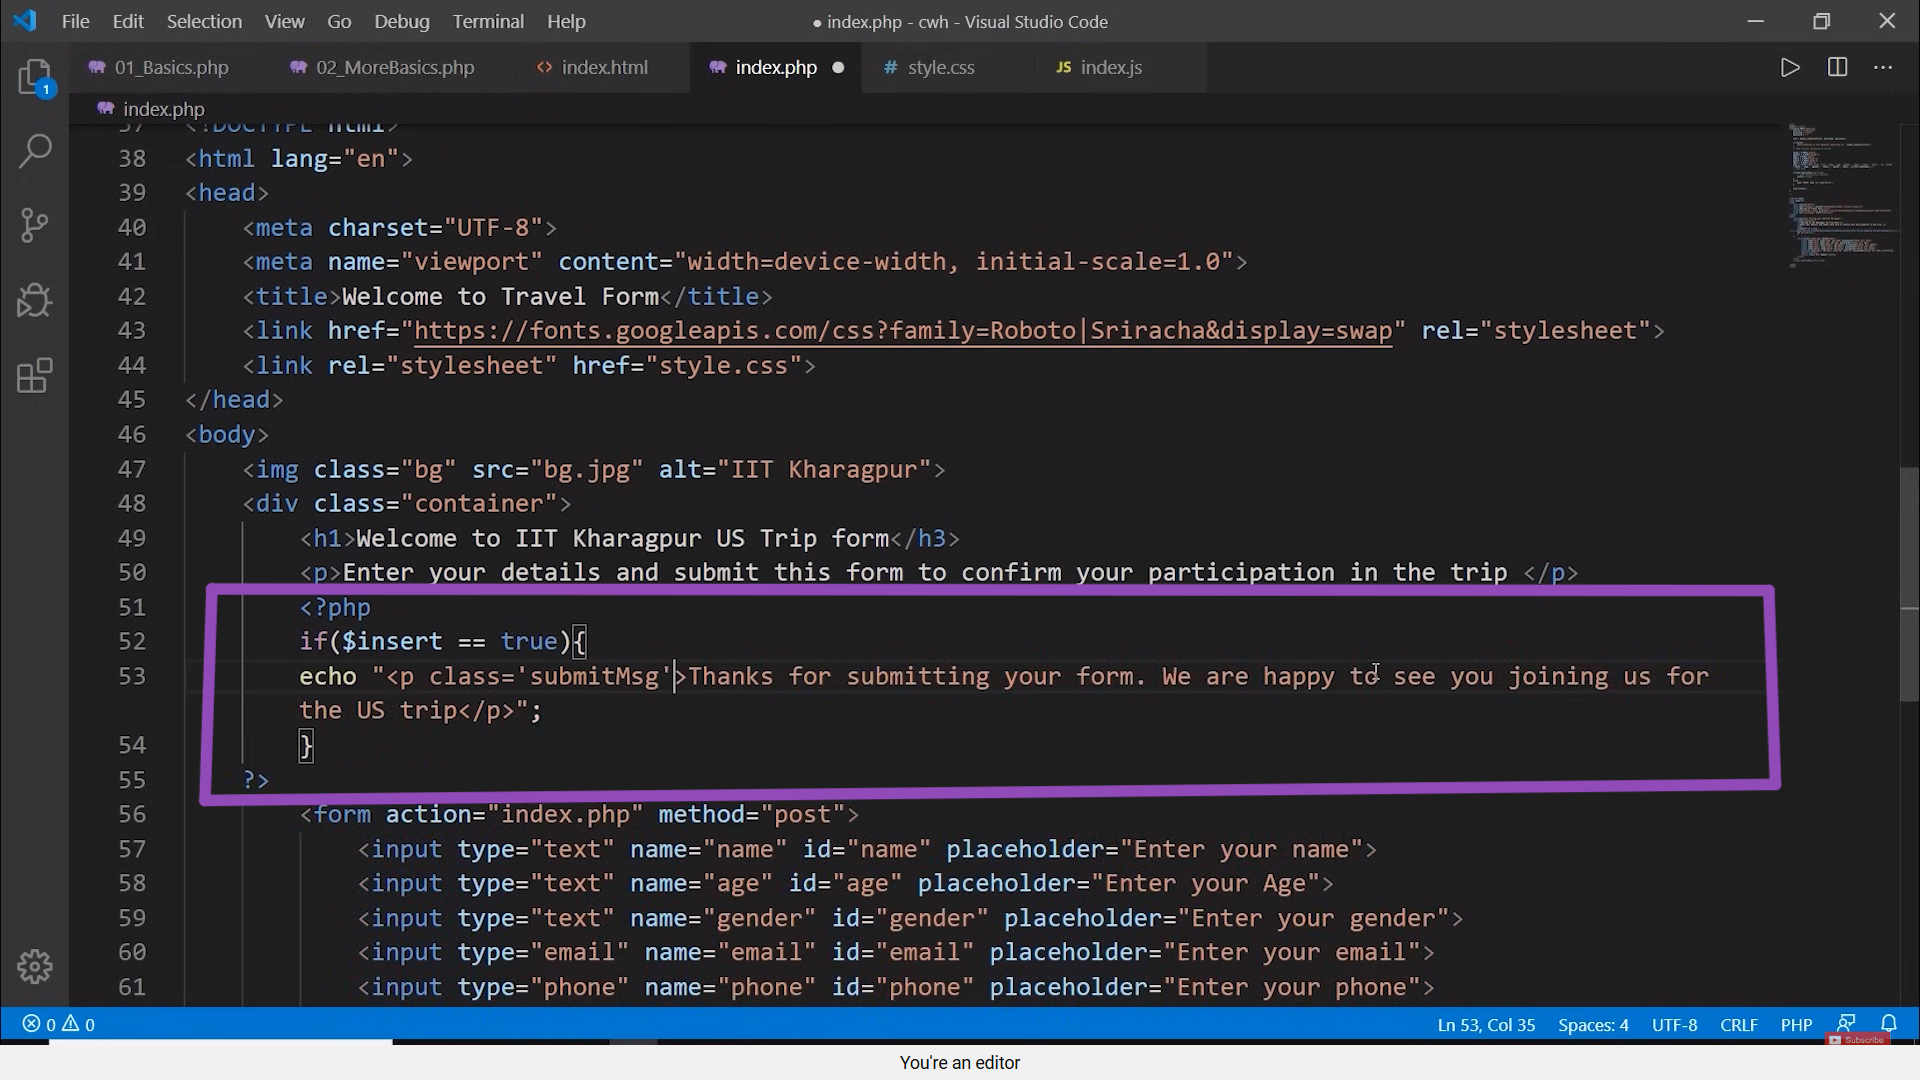 File Edit Selection View Go Debug Terminal Help ● index.php - cwh - Visual Studio Code
01_Basics.php 02_MoreBasics.php <> index.html index.php ● # style.css JS index.js
1
index.php
37 <!DOCTYPE html>
38 <html lang="en">
39 <head>
40 <meta charset="UTF-8">
41 <meta name="viewport" content="width=device-width, initial-scale=1.0">
42 <title>Welcome to Travel Form</title>
43 <link href="https://fonts.googleapis.com/css?family=Roboto|Sriracha&display=swap" rel="stylesheet">
44 <link rel="stylesheet" href="style.css">
45 </head>
46 <body>
47 <img class="bg" src="bg.jpg" alt="IIT Kharagpur">
48 <div class="container">
49 <h1>Welcome to IIT Kharagpur US Trip form</h3>
50 <p>Enter your details and submit this form to confirm your participation in the trip </p>
51 <?php
52 if($insert == true){
53 echo "<p class='submitMsg'>Thanks for submitting your form. We are happy to see you joining us for
the US trip</p>";
54 }
55 ?>
56 <form action="index.php" method="post">
57 <input type="text" name="name" id="name" placeholder="Enter your name">
58 <input type="text" name="age" id="age" placeholder="Enter your Age">
59 <input type="text" name="gender" id="gender" placeholder="Enter your gender">
60 <input type="email" name="email" id="email" placeholder="Enter your email">
61 <input type="phone" name="phone" id="phone" placeholder="Enter your phone">
0 0 Ln 53, Col 35 Spaces: 4 UTF-8 CRLF PHP
Subscribe
You're an editor